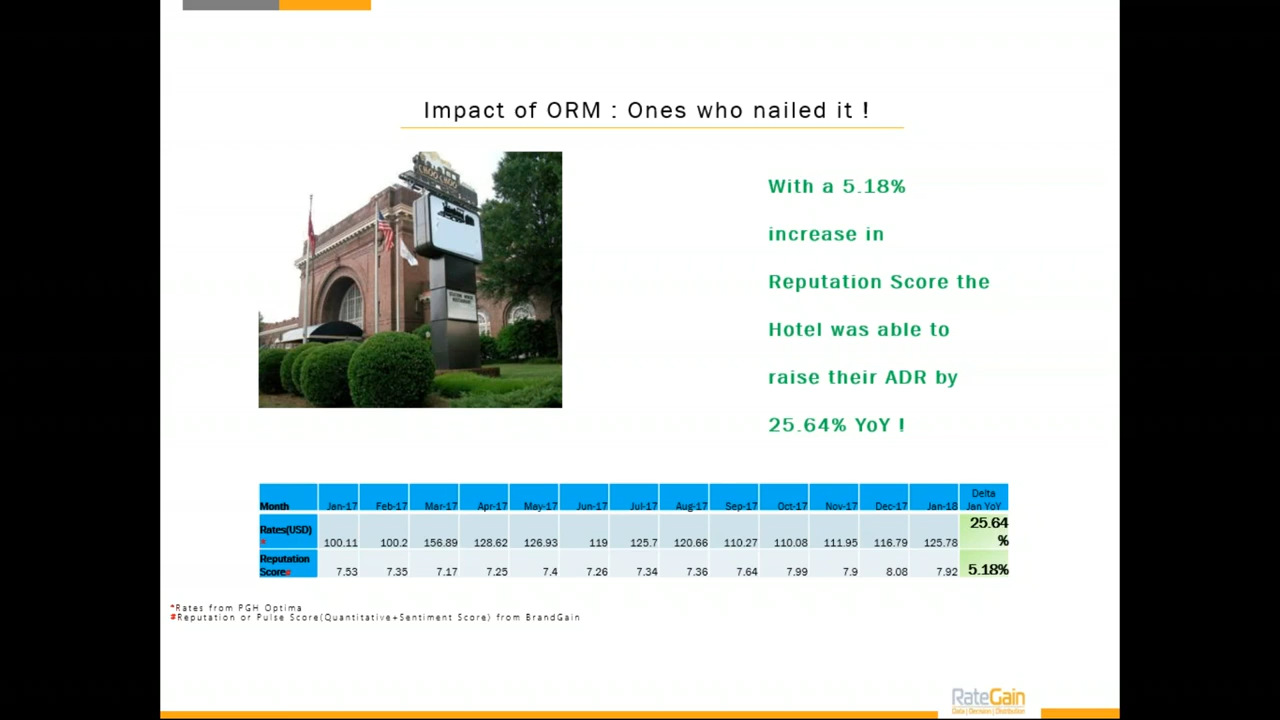 Impact of ORM : Ones who nailed it !
CHOO CHOO
With a 5.18%
increase in
Reputation Score the
Hotel was able to
raise their ADR by
25.64% YoY !
Month Jan-17 Feb-17 Mar-17 Apr-17 May-17 Jun-17 Jul-17 Aug-17 Sep-17 Oct-17 Nov-17 Dec-17 Jan-18 Delta Jan YoY
Rates(USD)* 100.11 100.2 156.89 128.62 126.93 119 125.7 120.66 110.27 110.08 111.95 116.79 125.78 25.64%
Reputation Score# 7.53 7.35 7.17 7.25 7.4 7.26 7.34 7.36 7.64 7.99 7.9 8.08 7.92 5.18%
*Rates from PGH Optima
#Reputation or Pulse Score(Quantitative+Sentiment Score) from BrandGain
RateGain
Data | Decision | Distribution